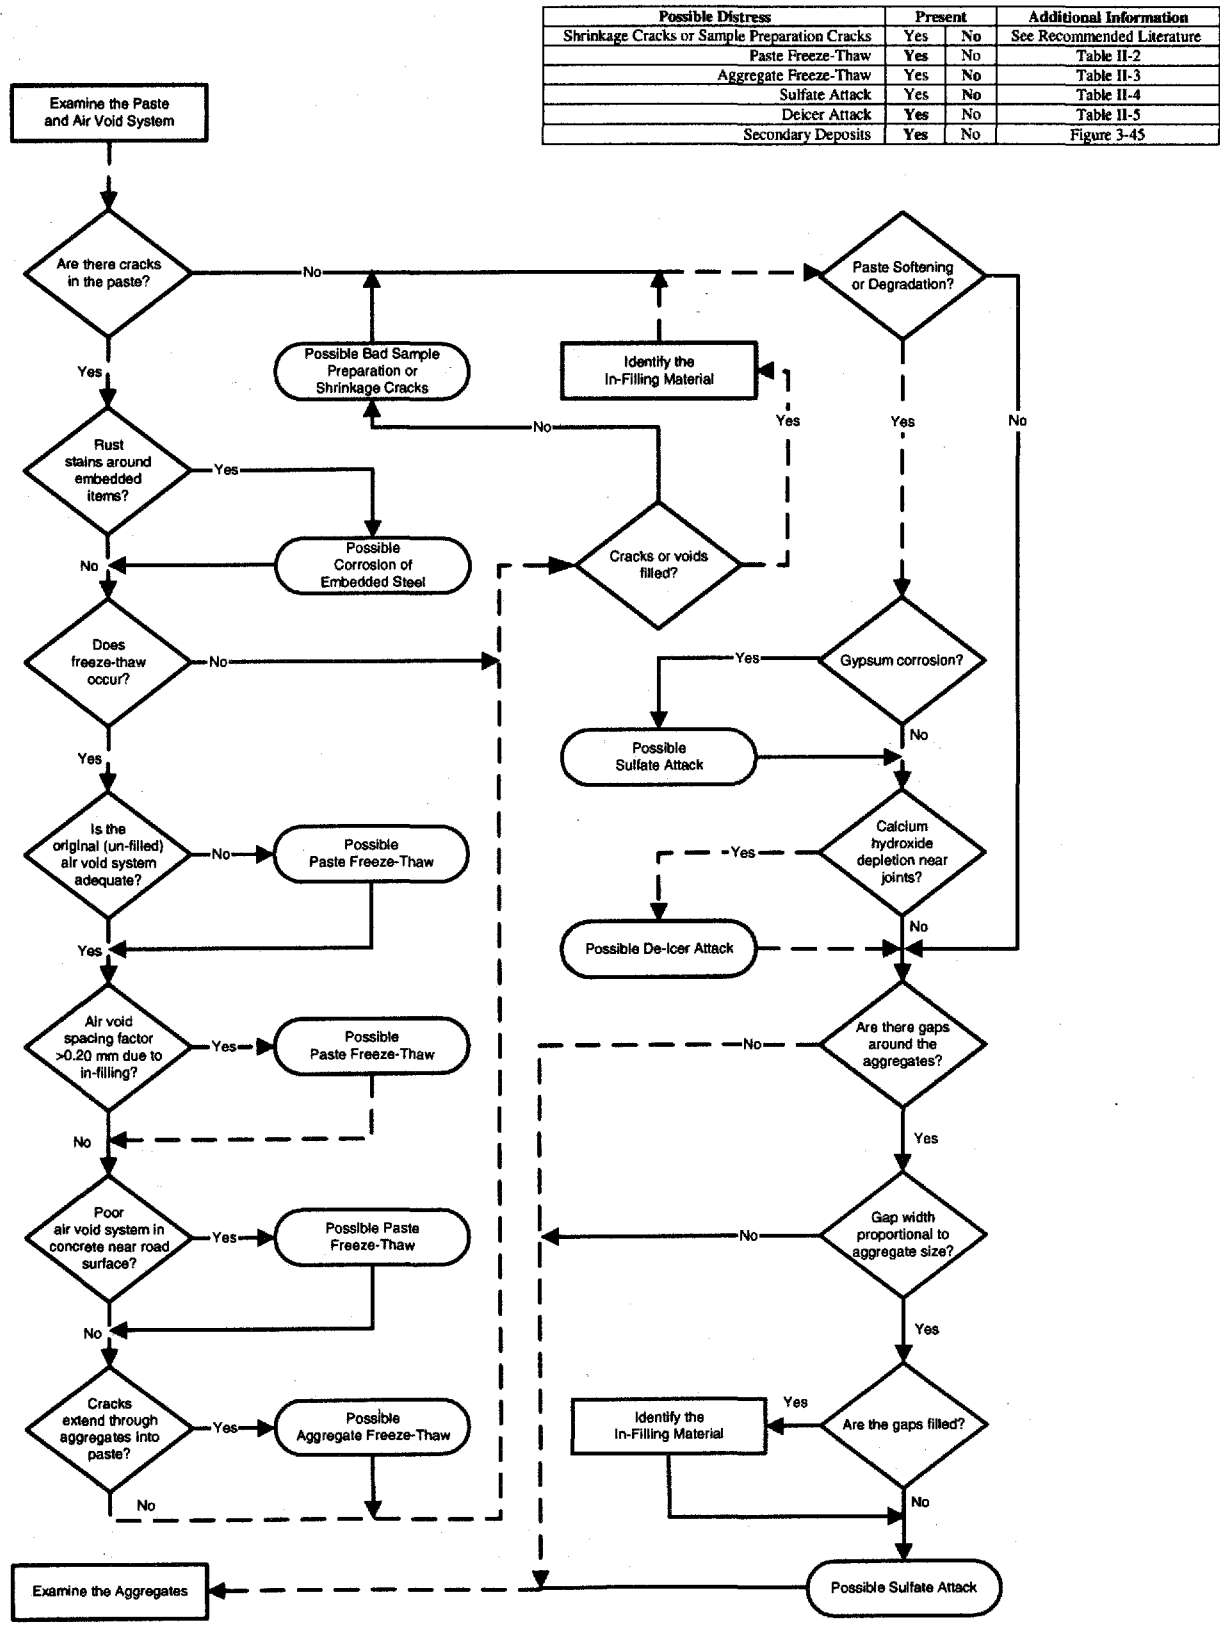 Possible Distress Present Additional Information
Shrinkage Cracks or Sample Preparation Cracks Yes No See Recommended Literature
Paste Freeze-Thaw Yes No Table II-2
Aggregate Freeze-Thaw Yes No Table II-3
Sulfate Attack Yes No Table II-4
Deicer Attack Yes No Table II-5
Secondary Deposits Yes No Figure 3-45
Examine the Paste
and Air Void System
Are there cracks
in the paste?
No
Paste Softening
or Degradation?
Yes
Possible Bad Sample
Preparation or
Shrinkage Cracks
Identify the
In-Filling Material
No
Yes
Yes
No
Rust
stains around
embedded
items?
Yes
No
Possible
Corrosion of
Embedded Steel
Cracks or voids
filled?
Does
freeze-thaw
occur?
No
Yes
Gypsum corrosion?
No
Yes
Possible
Sulfate Attack
Is the
original (un-filled)
air void system
adequate?
No
Possible
Paste Freeze-Thaw
Yes
Calcium
hydroxide
depletion near
joints?
No
Yes
Possible De-Icer Attack
Air void
spacing factor
>0.20 mm due to
in-filling?
Yes
Possible
Paste Freeze-Thaw
No
Are there gaps
around the
aggregates?
No
Yes
Poor
air void system in
concrete near road
surface?
Yes
Possible Paste
Freeze-Thaw
No
Gap width
proportional to
aggregate size?
No
Yes
Cracks
extend through
aggregates into
paste?
Yes
Possible
Aggregate Freeze-Thaw
No
Identify the
In-Filling Material
Yes
Are the gaps filled?
No
Examine the Aggregates
Possible Sulfate Attack